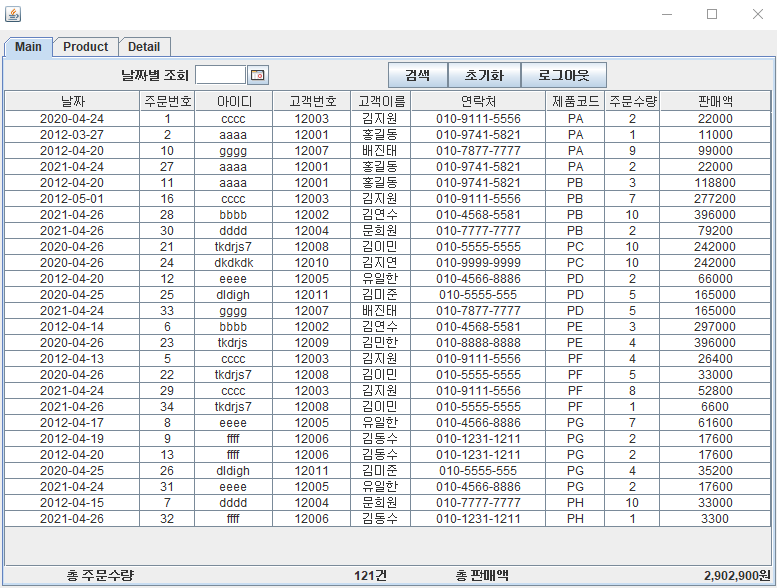 Main Product Detail
날짜별 조회 검색 초기화 로그아웃
날짜 주문번호 아이디 고객번호 고객이름 연락처 제품코드 주문수량 판매액
2020-04-24 1 cccc 12003 김지원 010-9111-5556 PA 2 22000
2012-03-27 2 aaaa 12001 홍길동 010-9741-5821 PA 1 11000
2012-04-20 10 gggg 12007 배진태 010-7877-7777 PA 9 99000
2021-04-24 27 aaaa 12001 홍길동 010-9741-5821 PA 2 22000
2012-04-20 11 aaaa 12001 홍길동 010-9741-5821 PB 3 118800
2012-05-01 16 cccc 12003 김지원 010-9111-5556 PB 7 277200
2021-04-26 28 bbbb 12002 김연수 010-4568-5581 PB 10 396000
2021-04-26 30 dddd 12004 문희원 010-7777-7777 PB 2 79200
2020-04-26 21 tkdrjs7 12008 김이민 010-5555-5555 PC 10 242000
2020-04-26 24 dkdkdk 12010 김지연 010-9999-9999 PC 10 242000
2012-04-20 12 eeee 12005 유일한 010-4566-8886 PD 2 66000
2020-04-25 25 dldigh 12011 김미준 010-5555-555 PD 5 165000
2021-04-24 33 gggg 12007 배진태 010-7877-7777 PD 5 165000
2012-04-14 6 bbbb 12002 김연수 010-4568-5581 PE 3 297000
2020-04-26 23 tkdrjs 12009 김민한 010-8888-8888 PE 4 396000
2012-04-13 5 cccc 12003 김지원 010-9111-5556 PF 4 26400
2020-04-26 22 tkdrjs7 12008 김이민 010-5555-5555 PF 5 33000
2021-04-24 29 cccc 12003 김지원 010-9111-5556 PF 8 52800
2021-04-26 34 tkdrjs7 12008 김이민 010-5555-5555 PF 1 6600
2012-04-17 8 eeee 12005 유일한 010-4566-8886 PG 7 61600
2012-04-19 9 ffff 12006 김동수 010-1231-1211 PG 2 17600
2012-04-20 13 ffff 12006 김동수 010-1231-1211 PG 2 17600
2020-04-25 26 dldigh 12011 김미준 010-5555-555 PG 4 35200
2021-04-24 31 eeee 12005 유일한 010-4566-8886 PG 2 17600
2012-04-15 7 dddd 12004 문희원 010-7777-7777 PH 10 33000
2021-04-26 32 ffff 12006 김동수 010-1231-1211 PH 1 3300
총 주문수량 121건 총 판매액 2,902,900원